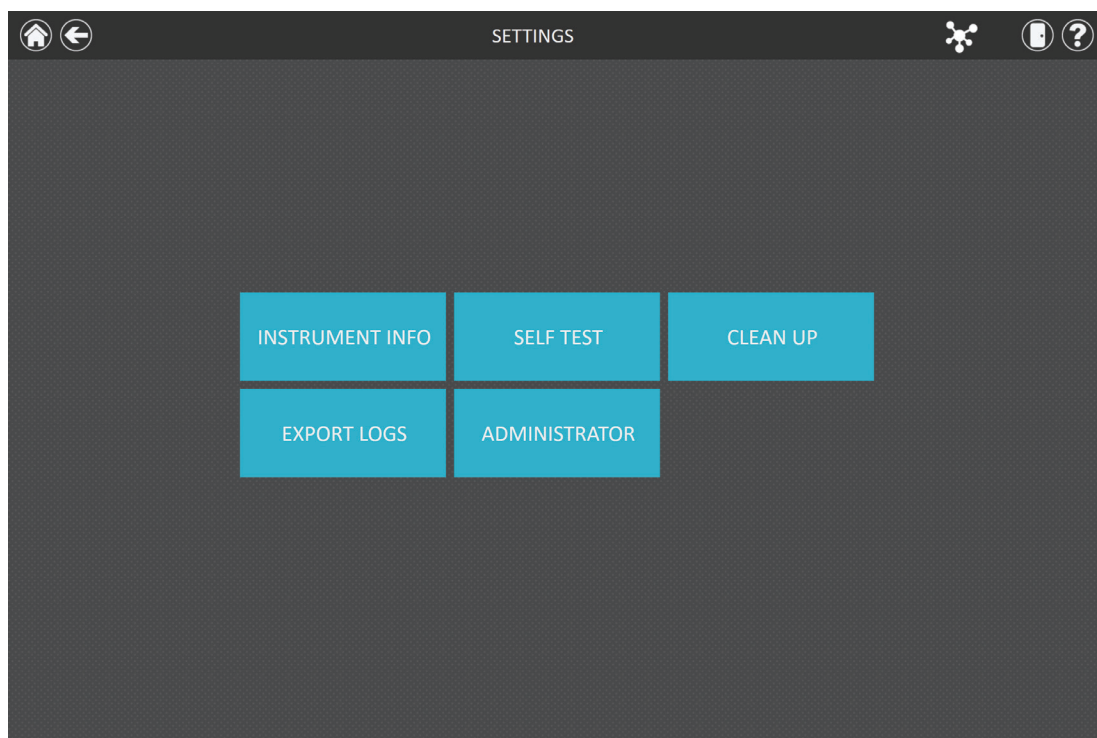 SETTINGS
INSTRUMENT INFO
SELF TEST
CLEAN UP
EXPORT LOGS
ADMINISTRATOR